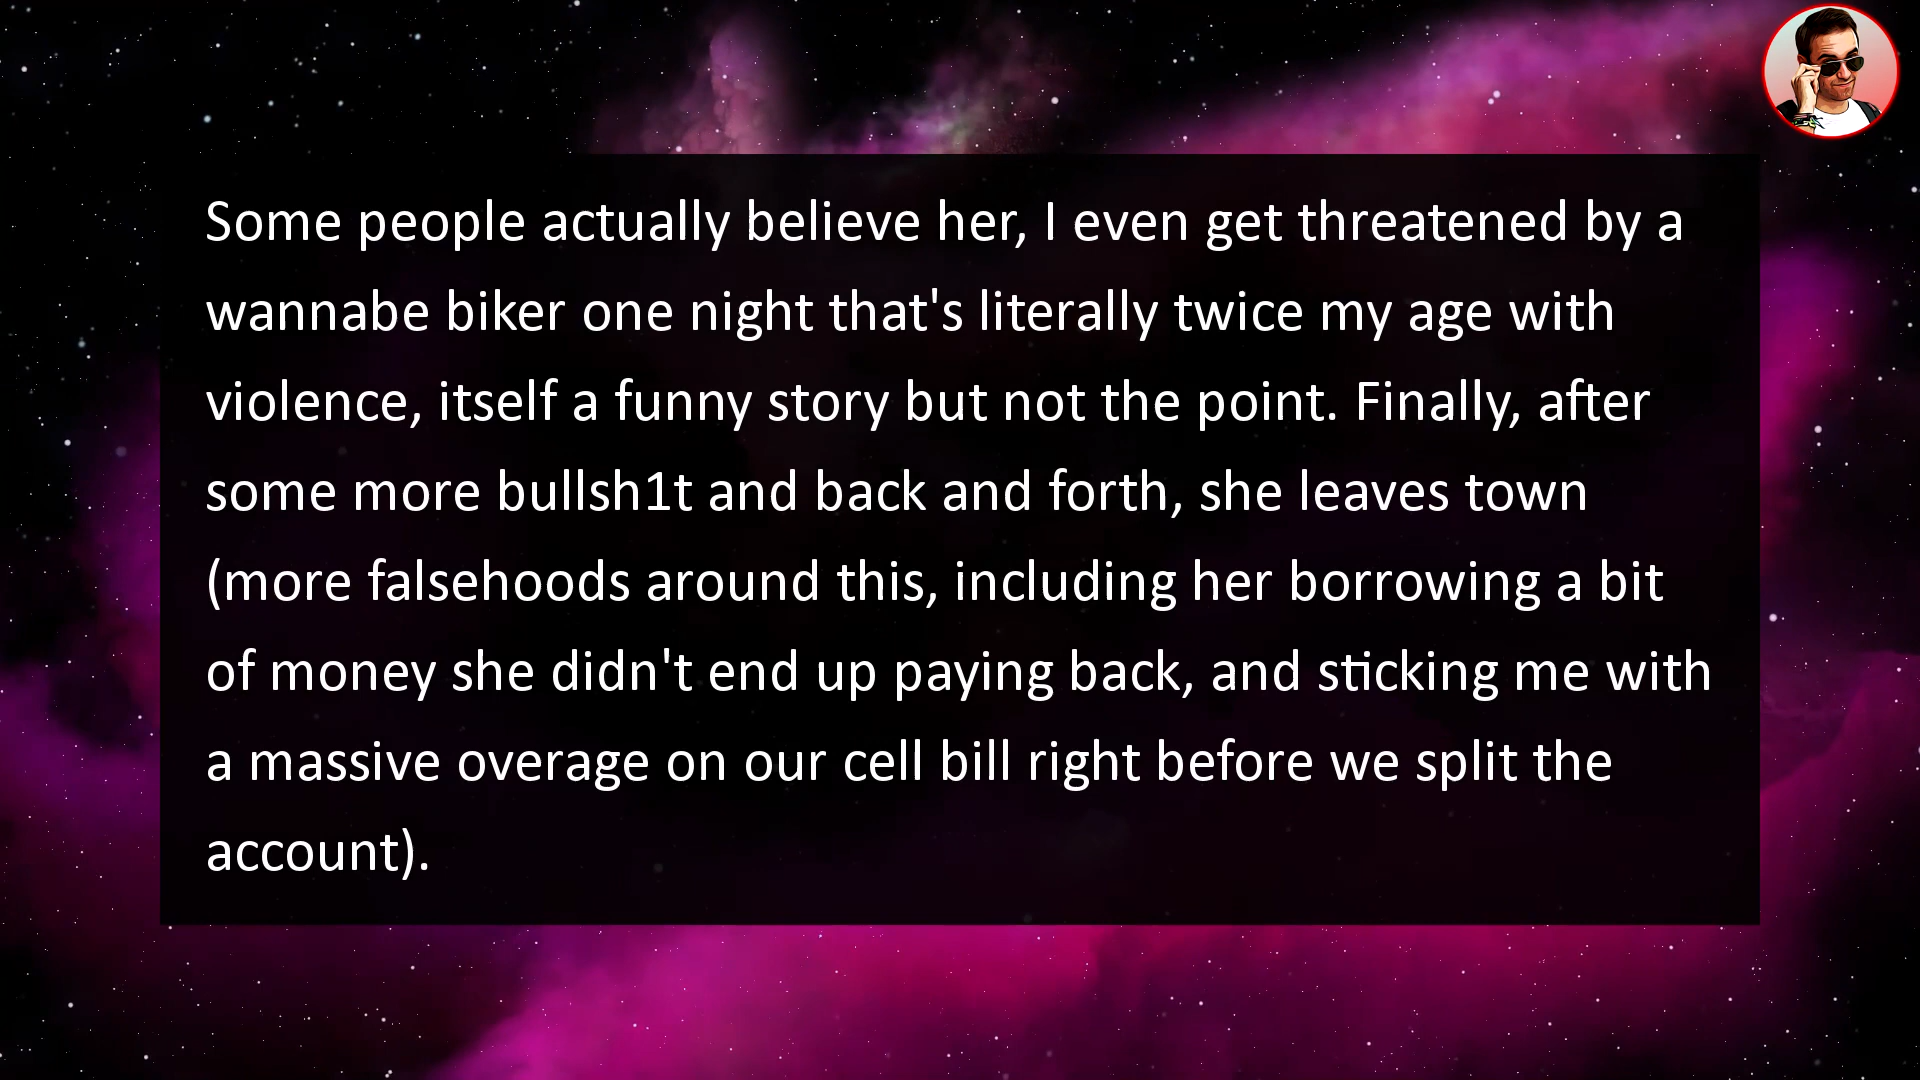 Some people actually believe her, I even get threatened by a
wannabe biker one night that's literally twice my age with
violence, itself a funny story but not the point. Finally, after
some more bullsh1t and back and forth, she leaves town
(more falsehoods around this, including her borrowing a bit
of money she didn't end up paying back, and sticking me with
a massive overage on our cell bill right before we split the
account).